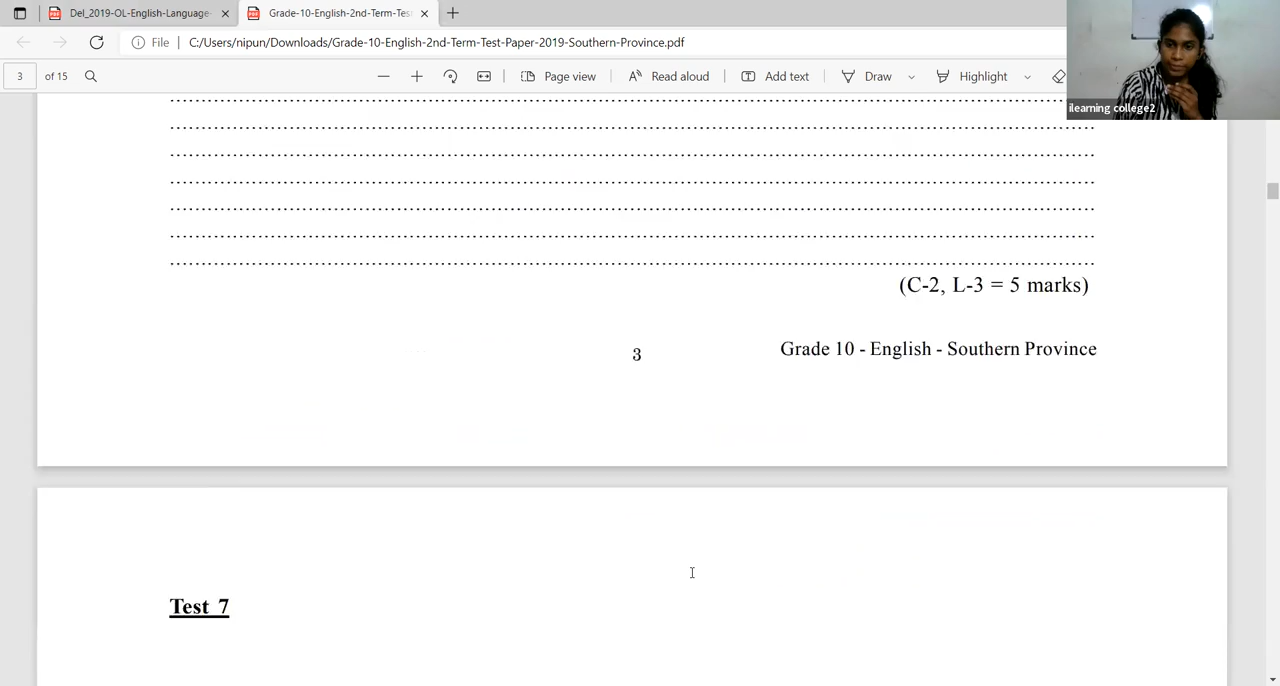 Del_2019-OL-English-Language-
Grade-10-English-2nd-Term-Tes
File
C:/Users/nipun/Downloads/Grade-10-English-2nd-Term-Test-Paper-2019-Southern-Province.pdf
3 of 15
Page view
Read aloud
Add text
Draw
Highlight
ilearning college2
(C-2, L-3 = 5 marks)
3
Grade 10 - English - Southern Province
Test 7